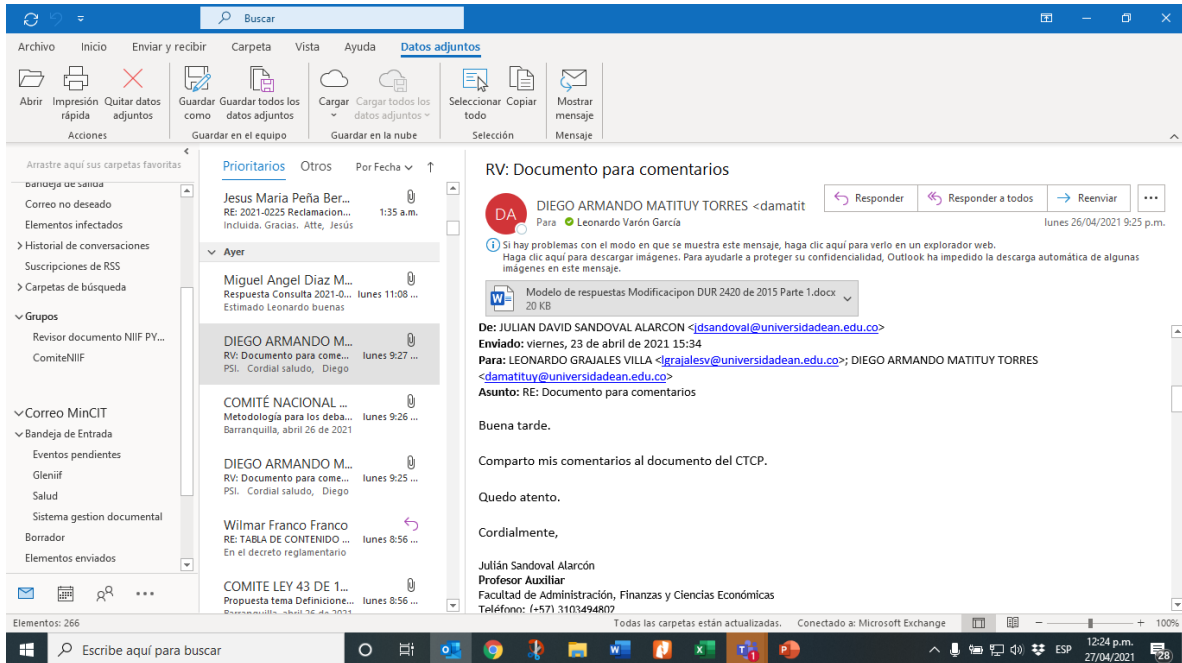 Buscar
Archivo Inicio Enviar y recibir Carpeta Vista Ayuda Datos adjuntos
Abrir Impresión rápida Quitar datos adjuntos Guardar como Guardar todos los datos adjuntos Cargar Cargar todos los datos adjuntos Seleccionar todo Copiar Mostrar mensaje
Acciones Guardar en el equipo Guardar en la nube Selección Mensaje
Arrastre aquí sus carpetas favoritas
Bandeja de salida
Correo no deseado
Elementos infectados
Historial de conversaciones
Suscripciones de RSS
Carpetas de búsqueda
Grupos
Revisor documento NIIF PY...
ComiteNIIF
Correo MinCIT
Bandeja de Entrada
Eventos pendientes
Gleniif
Salud
Sistema gestion documental
Borrador
Elementos enviados
Prioritarios Otros Por Fecha
Jesus Maria Peña Ber...
RE: 2021-0225 Reclamacion... 1:35 a.m.
Incluida. Gracias. Atte, Jesús
Ayer
Miguel Angel Diaz M...
Respuesta Consulta 2021-0... lunes 11:08 ...
Estimado Leonardo buenas
DIEGO ARMANDO M...
RV: Documento para come... lunes 9:27 ...
PSI. Cordial saludo, Diego
COMITÉ NACIONAL ...
Metodología para los deba... lunes 9:26 ...
Barranquilla, abril 26 de 2021
DIEGO ARMANDO M...
RV: Documento para come... lunes 9:25 ...
PSI. Cordial saludo, Diego
Wilmar Franco Franco
RE: TABLA DE CONTENIDO ... lunes 8:56 ...
En el decreto reglamentario
COMITE LEY 43 DE 1...
Propuesta tema Definicione... lunes 8:56 ...
Barranquilla, abril 26 de 2021
RV: Documento para comentarios
DA
DIEGO ARMANDO MATITUY TORRES <damatit
Para Leonardo Varón García
Responder Responder a todos Reenviar
lunes 26/04/2021 9:25 p.m.
Si hay problemas con el modo en que se muestra este mensaje, haga clic aquí para verlo en un explorador web.
Haga clic aquí para descargar imágenes. Para ayudarle a proteger su confidencialidad, Outlook ha impedido la descarga automática de algunas
imágenes en este mensaje.
Modelo de respuestas Modificacipon DUR 2420 de 2015 Parte 1.docx
20 KB
De: JULIAN DAVID SANDOVAL ALARCON <jdsandoval@universidadean.edu.co>
Enviado: viernes, 23 de abril de 2021 15:34
Para: LEONARDO GRAJALES VILLA <lgrajalesv@universidadean.edu.co>; DIEGO ARMANDO MATITUY TORRES
<damatituy@universidadean.edu.co>
Asunto: RE: Documento para comentarios
Buena tarde.
Comparto mis comentarios al documento del CTCP.
Quedo atento.
Cordialmente,
Julián Sandoval Alarcón
Profesor Auxiliar
Facultad de Administración, Finanzas y Ciencias Económicas
Teléfono: (+57) 3103494802
Elementos: 266 Todas las carpetas están actualizadas. Conectado a: Microsoft Exchange 100%
Escribe aquí para buscar
ESP 12:24 p.m.
27/04/2021 28